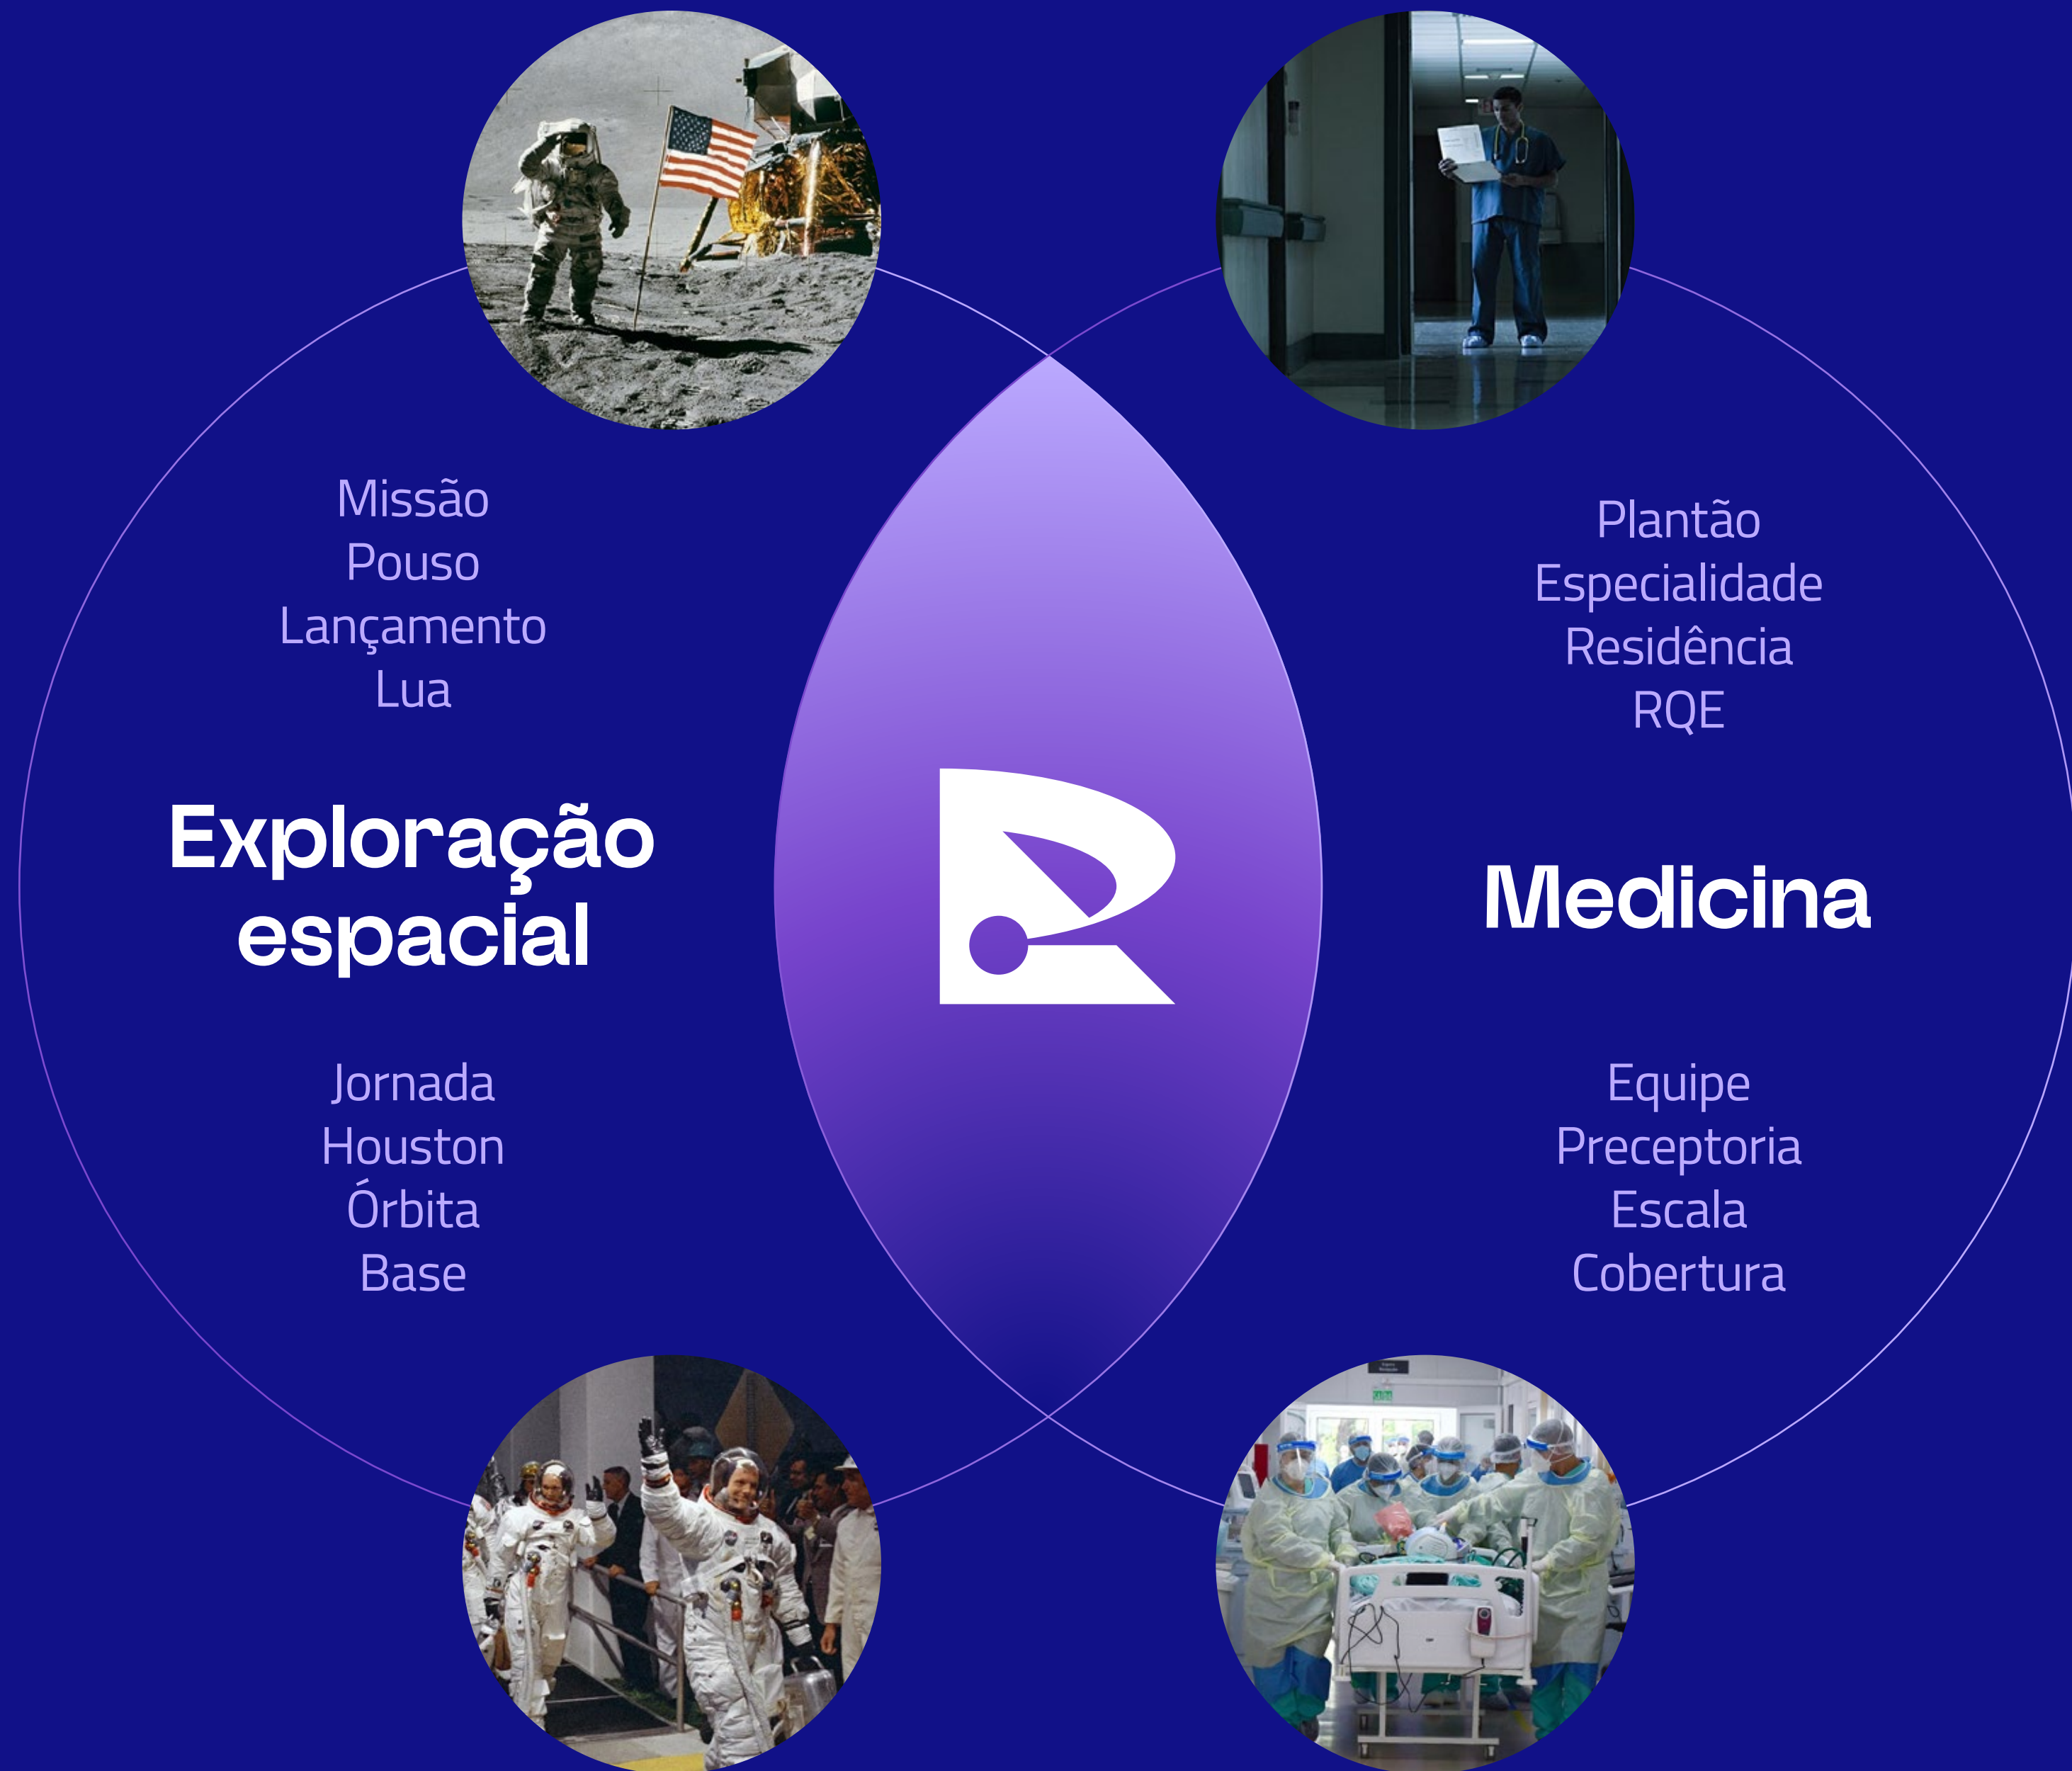 Missão
Pouso
Lançamento
Lua
Exploração
espacial
Jornada
Houston
Órbita
Base
R
Plantão
Especialidade
Residência
RQE
Medicina
Equipe
Preceptoria
Escala
Cobertura